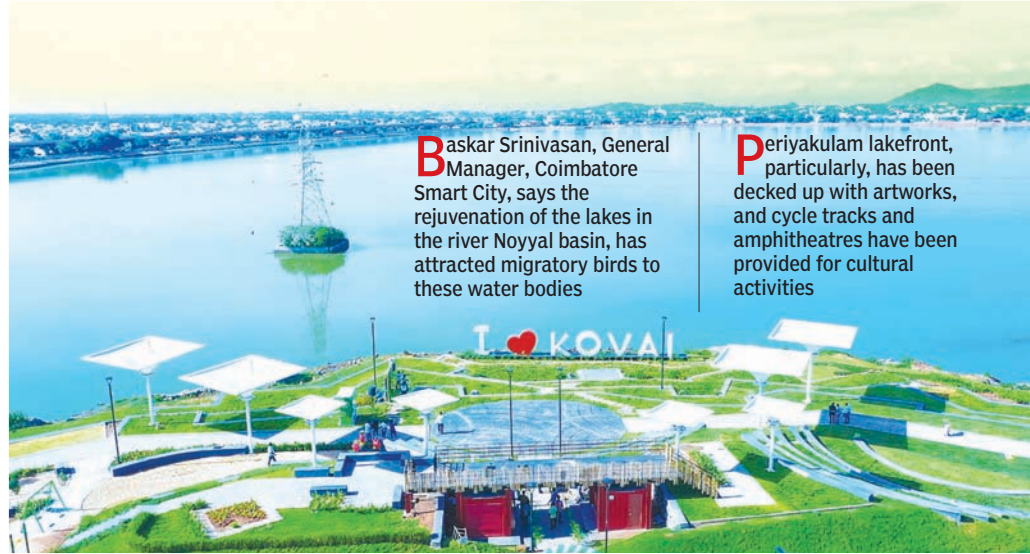 Baskar Srinivasan, General
Manager, Coimbatore
Smart City, says the
rejuvenation of the lakes in
the river Noyyal basin, has
attracted migratory birds to
these water bodies
Periyakulam lakefront,
particularly, has been
decked up with artworks,
and cycle tracks and
amphitheatres have been
provided for cultural
activities
I ❤ KOVAI